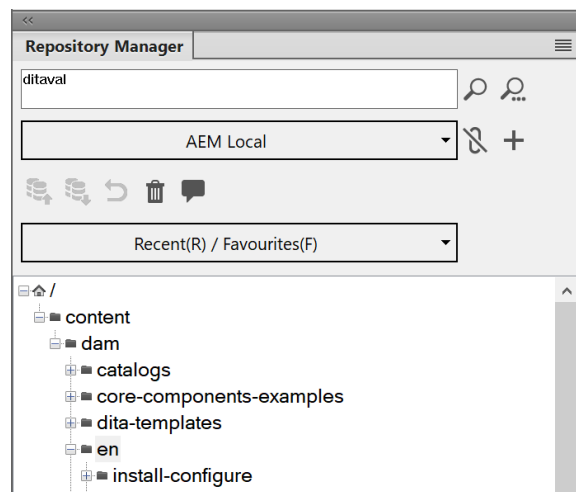 Repository Manager
ditaval
AEM Local
Recent(R) / Favourites(F)
/
content
dam
catalogs
core-components-examples
dita-templates
en
install-configure